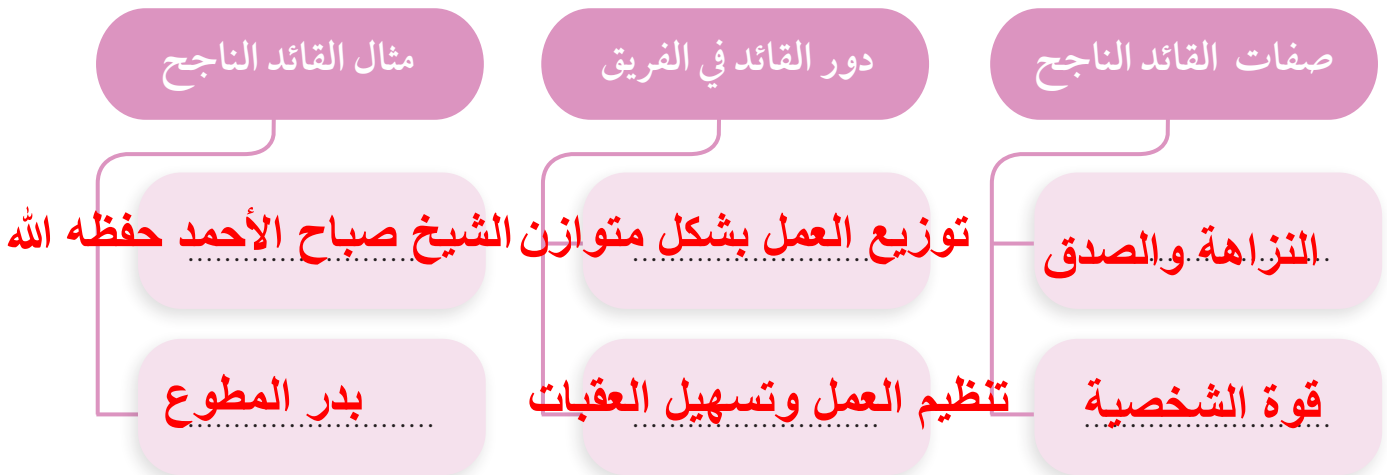 صفات القائد الناجح
دور القائد في الفريق
مثال القائد الناجح
النزاهة والصدق
توزيع العمل بشكل متوازن
الشيخ صباح الأحمد حفظه الله
قوة الشخصية
تنظيم العمل وتسهيل العقبات
بدر المطوع